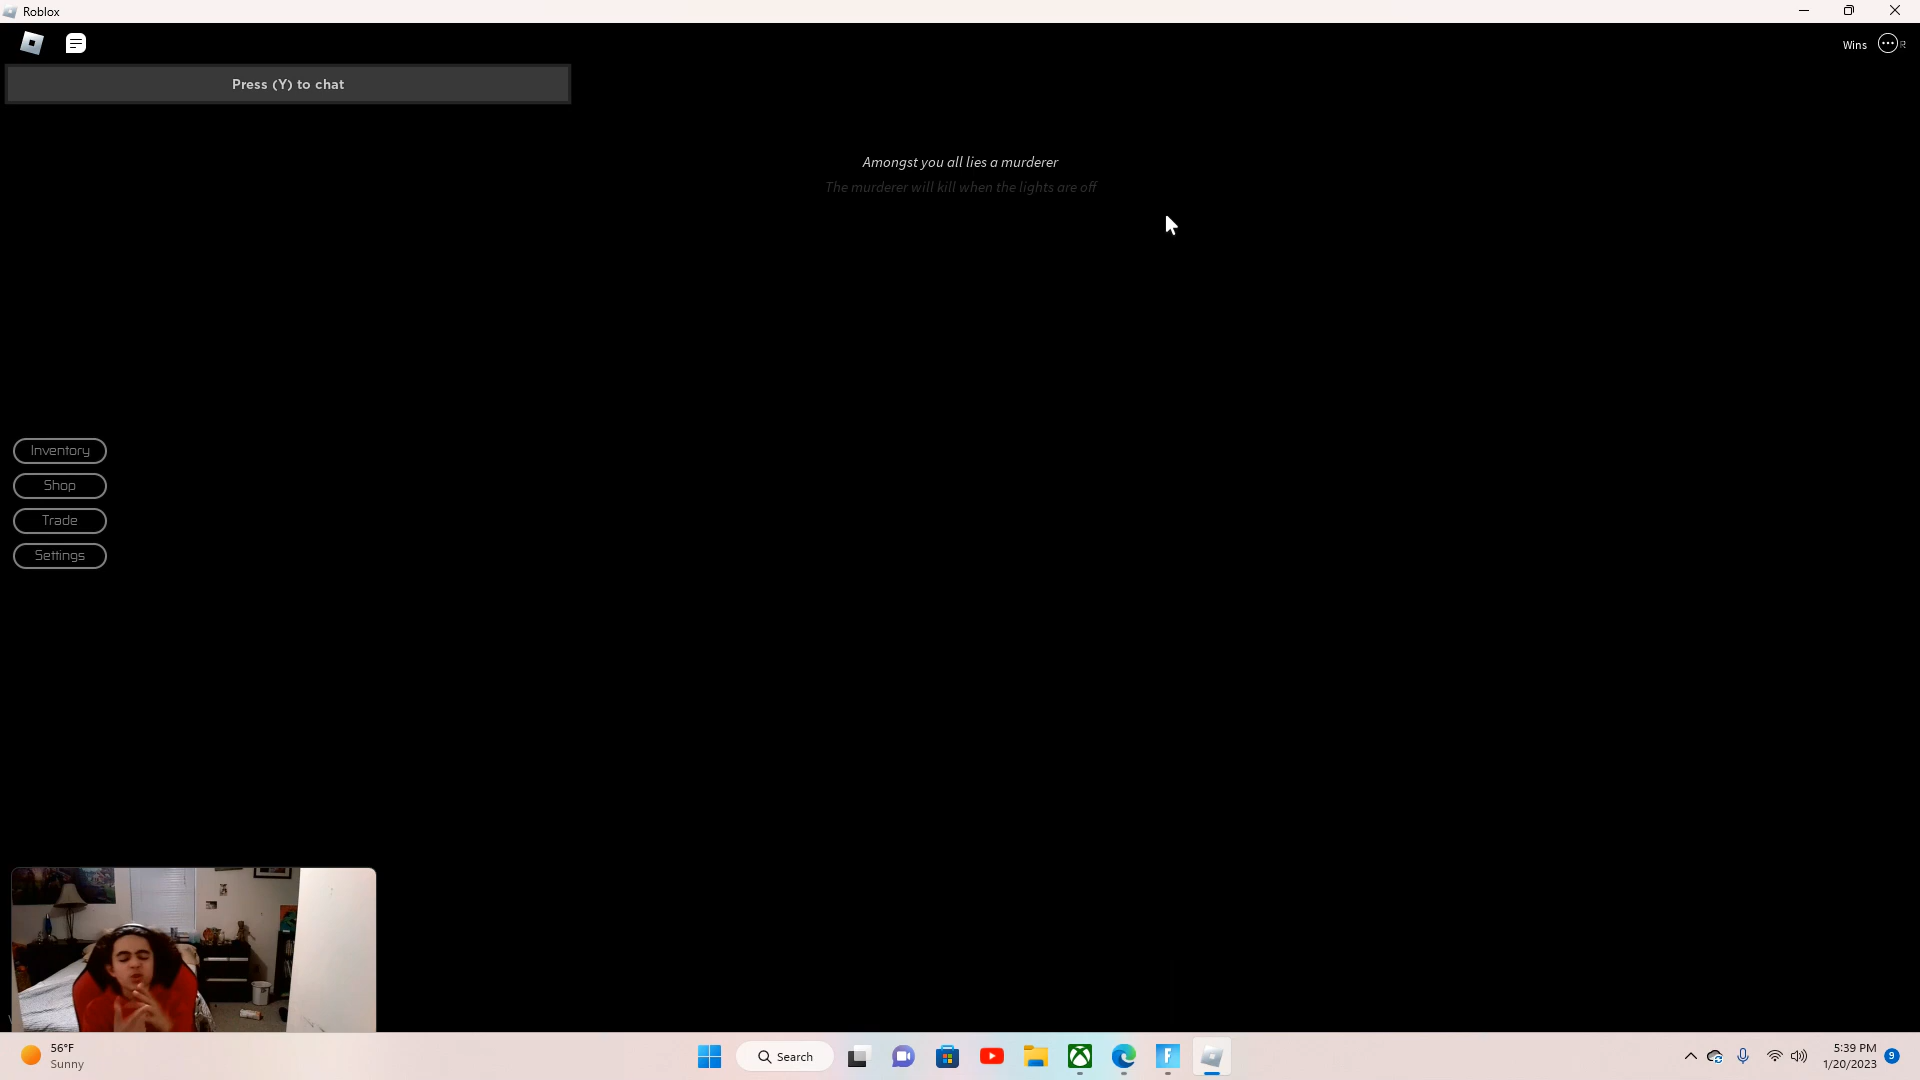 Roblox
Wins
R
Press (Y) to chat
Amongst you all lies a murderer
The murderer will kill when the lights are off
Inventory
Shop
Trade
Settings
56°F
Sunny
Search
F
5:39 PM
1/20/2023
9